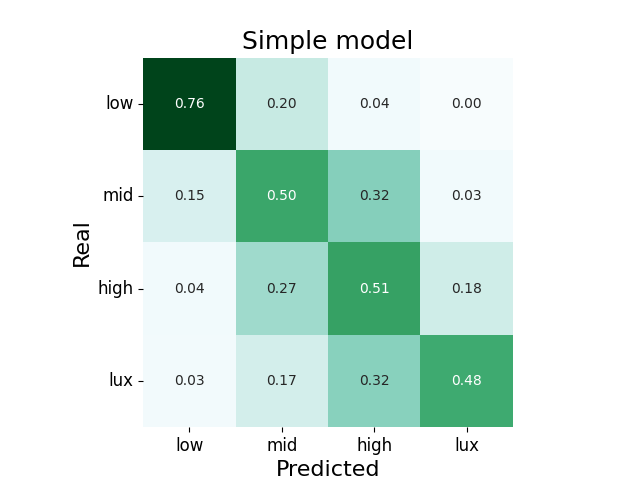 Simple model
Real
low 0.76 0.20 0.04 0.00
mid 0.15 0.50 0.32 0.03
high 0.04 0.27 0.51 0.18
lux 0.03 0.17 0.32 0.48
low mid high lux
Predicted